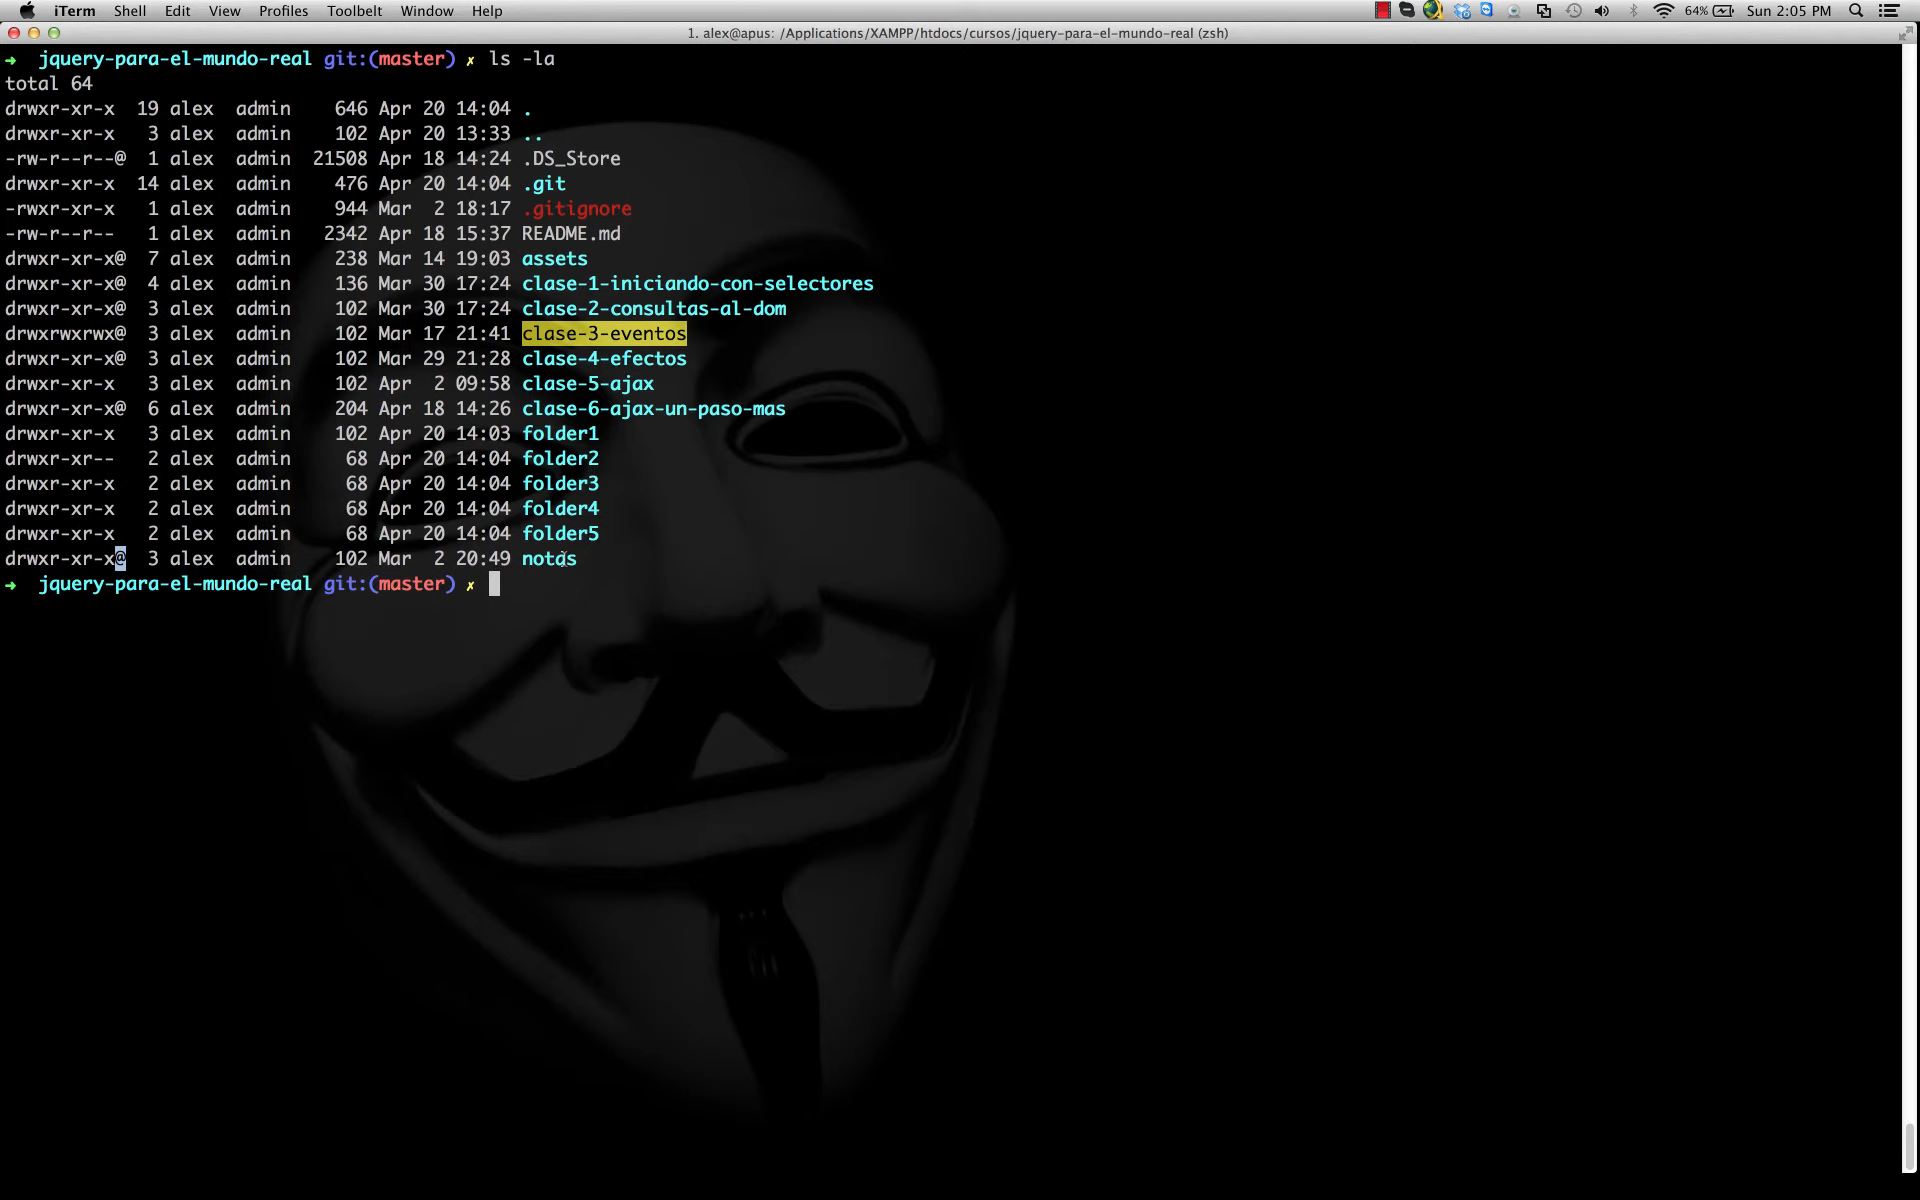 iTerm Shell Edit View Profiles Toolbelt Window Help 64% Sun 2:05 PM
1. alex@apus: /Applications/XAMPP/htdocs/cursos/jquery-para-el-mundo-real (zsh)
➜ jquery-para-el-mundo-real git:(master) ✗ ls -la
total 64
drwxr-xr-x 19 alex admin 646 Apr 20 14:04 .
drwxr-xr-x 3 alex admin 102 Apr 20 13:33 ..
-rw-r--r--@ 1 alex admin 21508 Apr 18 14:24 .DS_Store
drwxr-xr-x 14 alex admin 476 Apr 20 14:04 .git
-rwxr-xr-x 1 alex admin 944 Mar 2 18:17 .gitignore
-rw-r--r-- 1 alex admin 2342 Apr 18 15:37 README.md
drwxr-xr-x@ 7 alex admin 238 Mar 14 19:03 assets
drwxr-xr-x@ 4 alex admin 136 Mar 30 17:24 clase-1-iniciando-con-selectores
drwxr-xr-x@ 3 alex admin 102 Mar 30 17:24 clase-2-consultas-al-dom
drwxrwxrwx@ 3 alex admin 102 Mar 17 21:41 clase-3-eventos
drwxr-xr-x@ 3 alex admin 102 Mar 29 21:28 clase-4-efectos
drwxr-xr-x 3 alex admin 102 Apr 2 09:58 clase-5-ajax
drwxr-xr-x@ 6 alex admin 204 Apr 18 14:26 clase-6-ajax-un-paso-mas
drwxr-xr-x 3 alex admin 102 Apr 20 14:03 folder1
drwxr-xr-- 2 alex admin 68 Apr 20 14:04 folder2
drwxr-xr-x 2 alex admin 68 Apr 20 14:04 folder3
drwxr-xr-x 2 alex admin 68 Apr 20 14:04 folder4
drwxr-xr-x 2 alex admin 68 Apr 20 14:04 folder5
drwxr-xr-x@ 3 alex admin 102 Mar 2 20:49 notas
➜ jquery-para-el-mundo-real git:(master) ✗